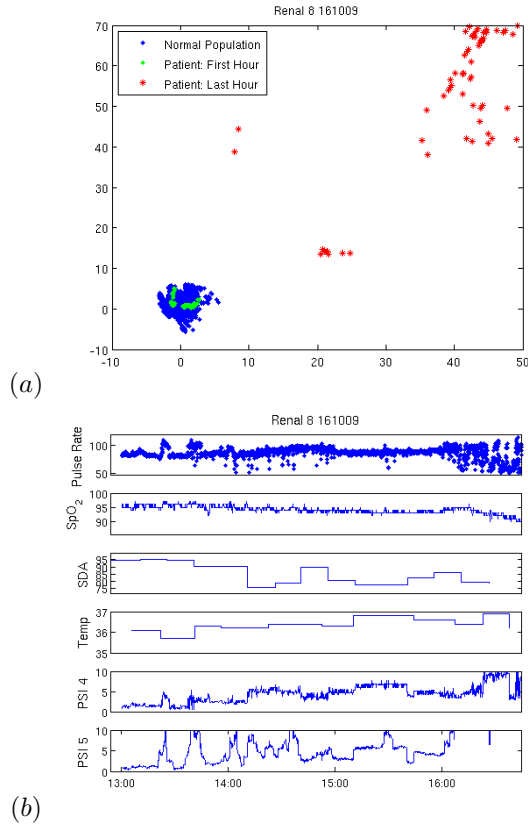 Renal 8 161009
70
60
50
40
30
20
10
0
-10
-10 0 10 20 30 40 50
Normal Population
Patient: First Hour
Patient: Last Hour
(a)
Renal 8 161009
Pulse Rate
100
50
SpO2
100
95
90
SDA
95
90
85
80
75
Temp
37
36
35
PSI 4
10
5
0
PSI 5
10
5
0
13:00 14:00 15:00 16:00
(b)